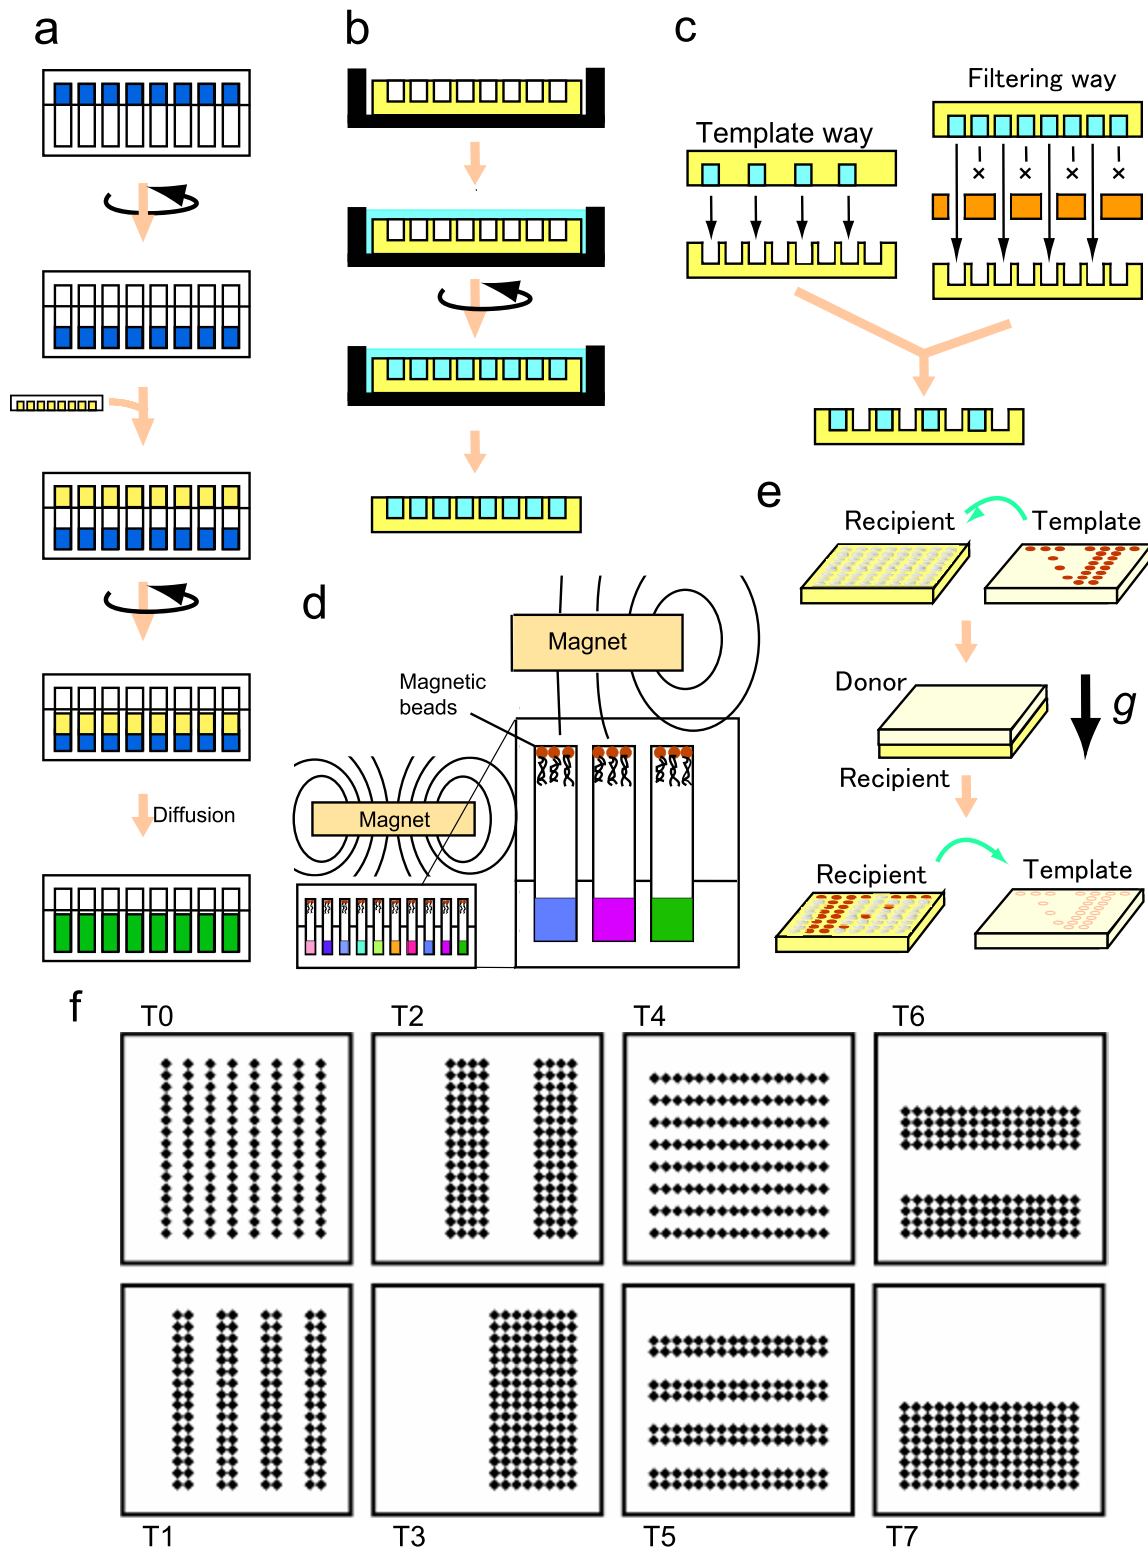 a
Diffusion
b
c
Template way
Filtering way
×
×
×
×
d
Magnet
Magnetic
beads
Magnet
e
Recipient
Template
Donor
g
Recipient
Recipient
Template
f
T0
T2
T4
T6
T1
T3
T5
T7